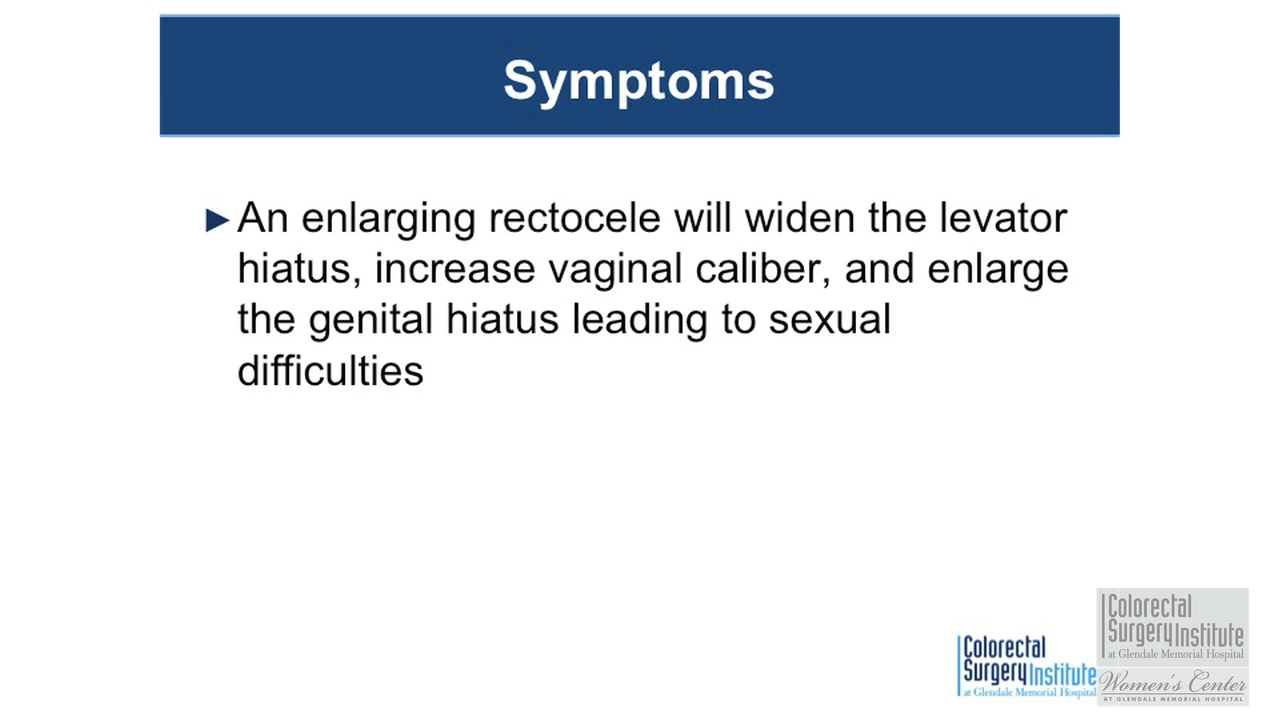 Symptoms
►An enlarging rectocele will widen the levator
hiatus, increase vaginal caliber, and enlarge
the genital hiatus leading to sexual
difficulties
Colorectal
Surgery Institute
at Glendale Memorial Hospital
Colorectal
Surgery Institute
at Glendale Memorial Hospital
Women's Center
AT GLENDALE MEMORIAL HOSPITAL